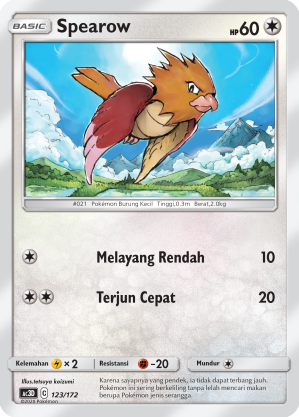 BASIC Spearow HP60
#021 Pokémon Burung Kecil Tinggi,0.3m Berat,2.0kg
Melayang Rendah 10
Terjun Cepat 20
Kelemahan ×2 Resistansi -20 Mundur
Illus.tetsuya koizumi
Karena sayapnya yang pendek, ia tidak dapat terbang jauh.
Pokémon ini sering berkeliling tanpa lelah mencari makan
berupa Pokémon jenis serangga.
C 123/172